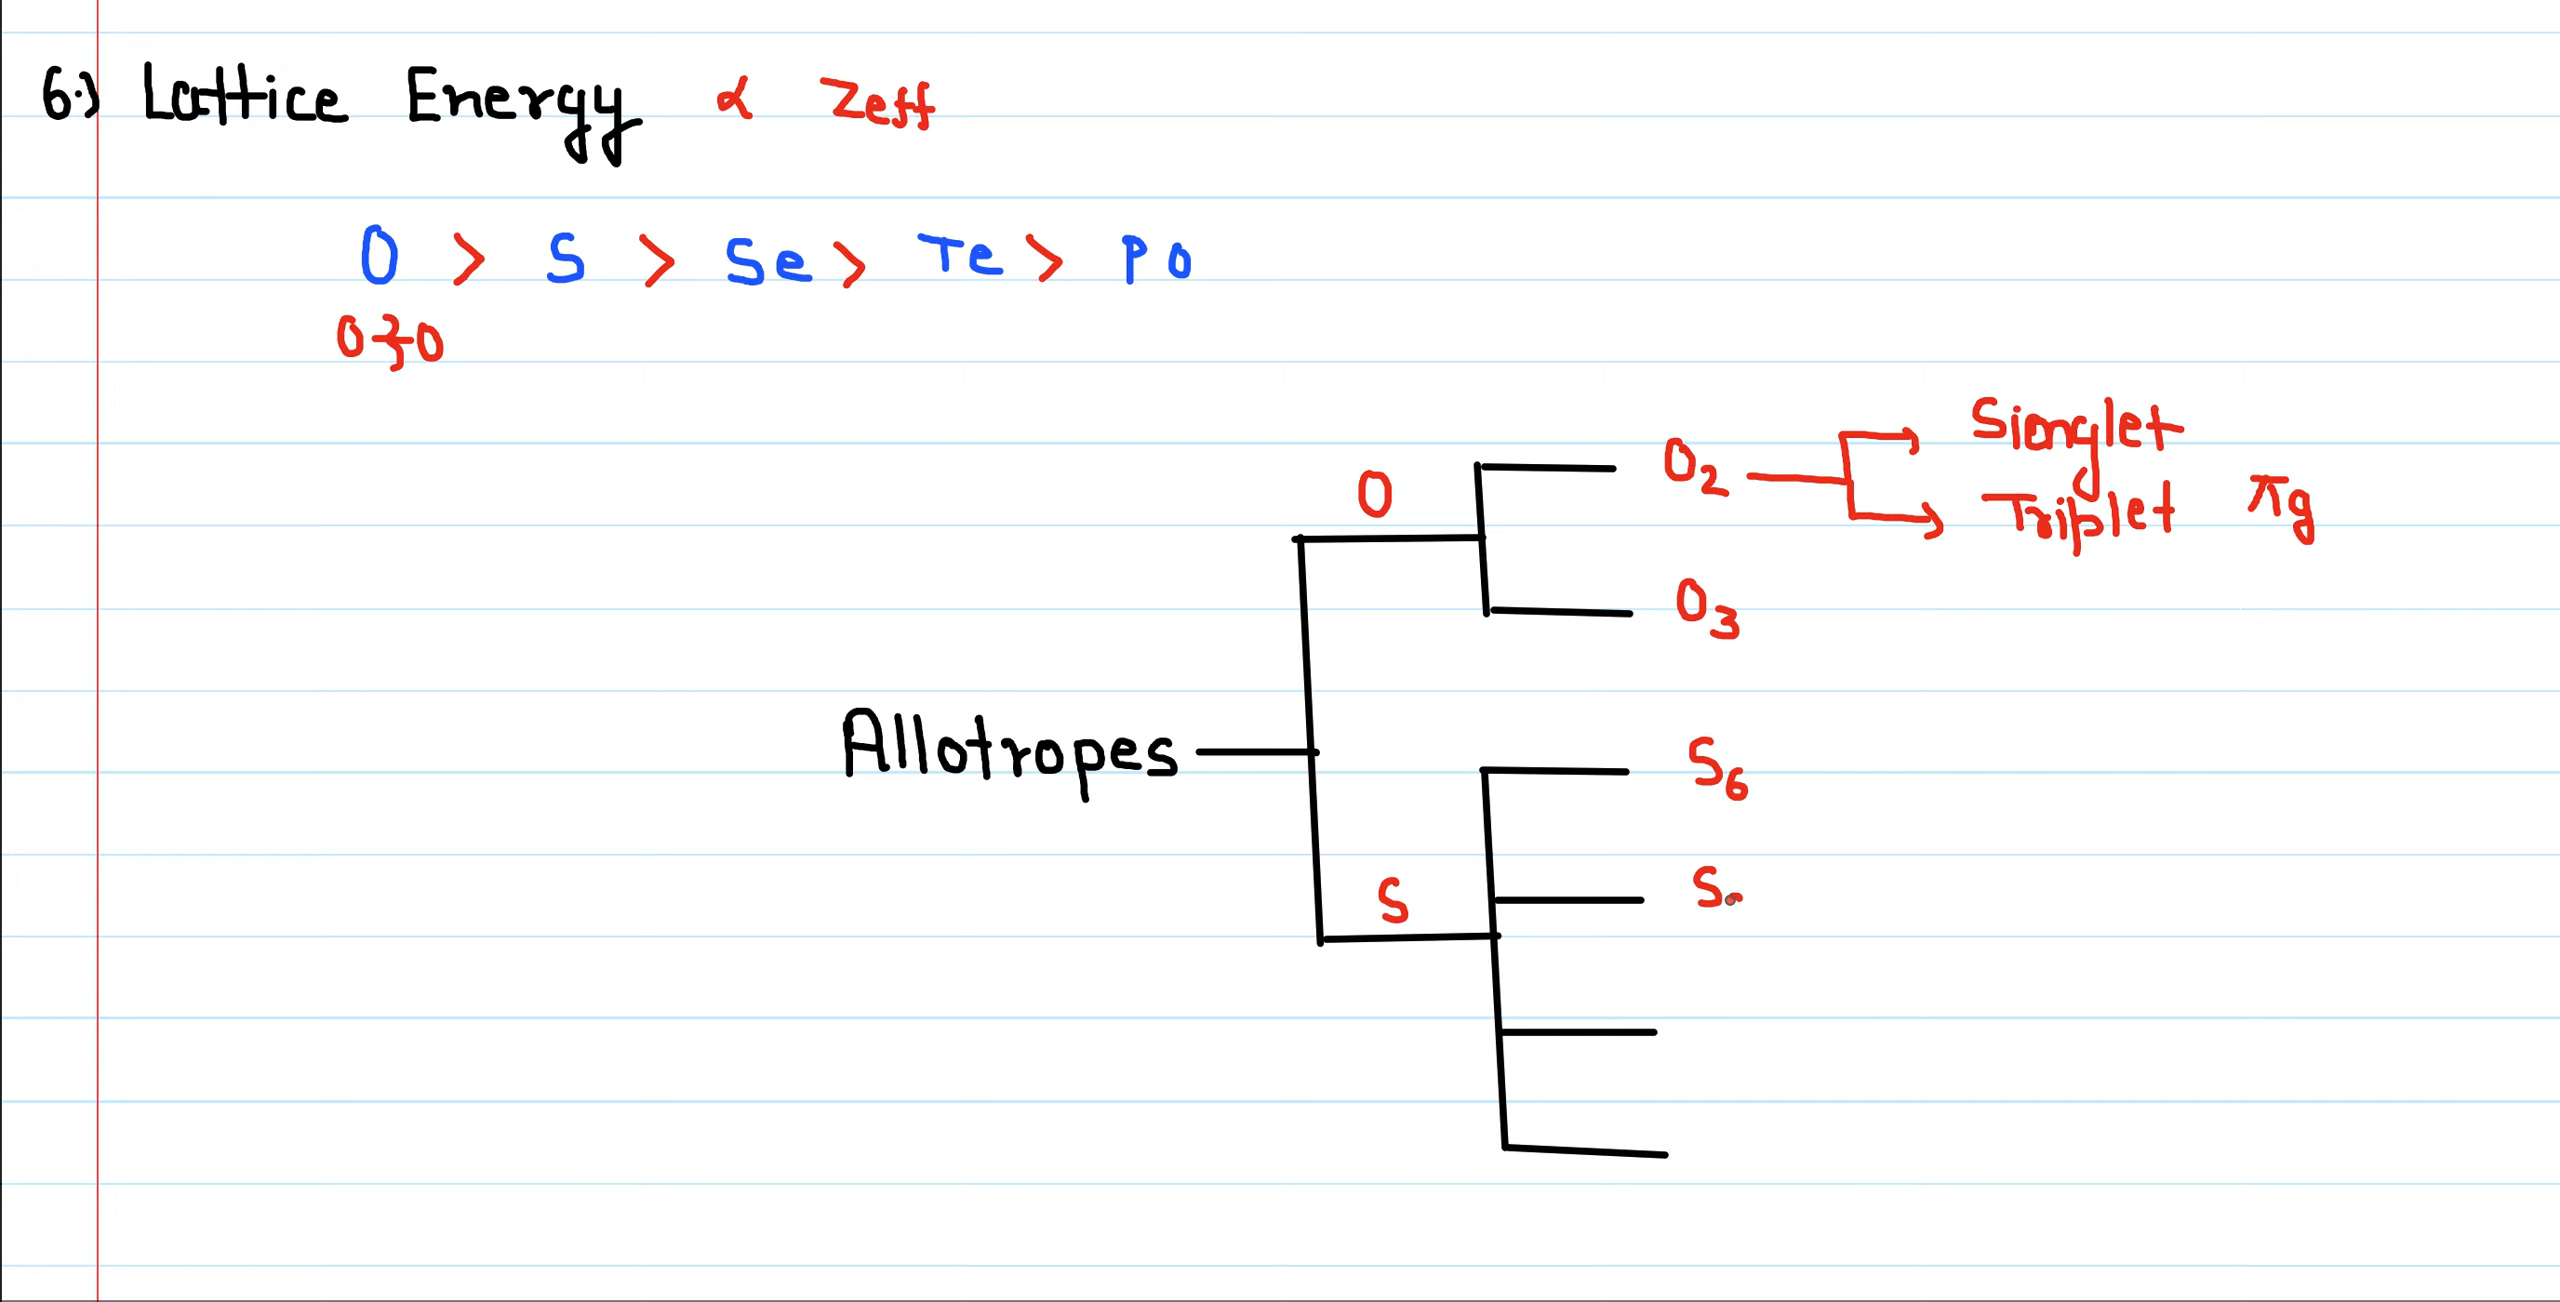 6.) Lattice Energy α Zeff
O > S > Se > Te > Po
O-}-O
O
O2
Singlet
Triplet πg
O3
Allotropes
S6
S
S